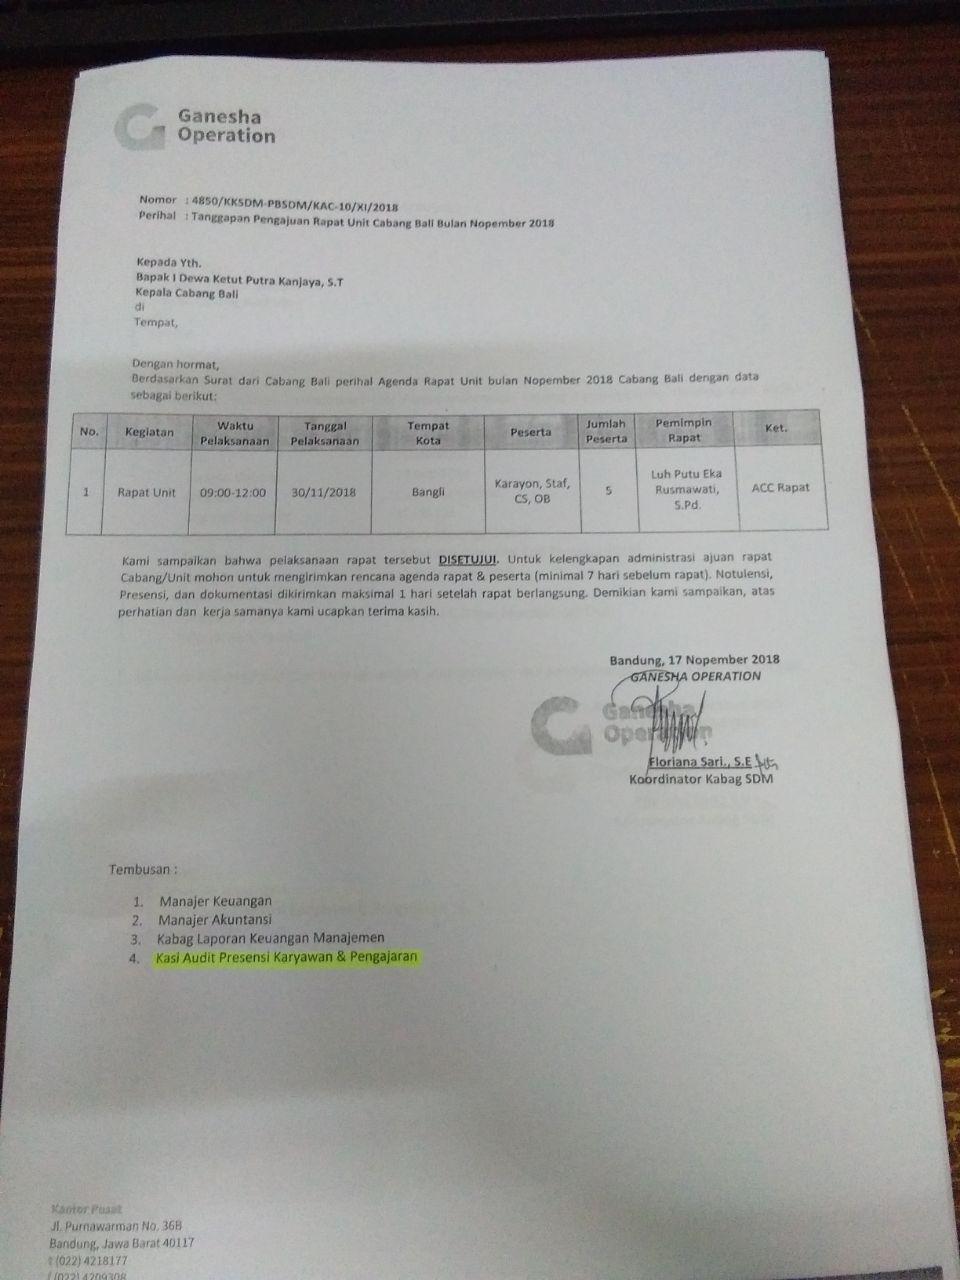 Ganesha
Operation
Nomor : 4850/KKSDM-PBSDM/KAC-10/XI/2018
Perihal : Tanggapan Pengajuan Rapat Unit Cabang Bali Bulan Nopember 2018
Kepada Yth.
Bapak I Dewa Ketut Putra Kanjaya, S.T
Kepala Cabang Bali
di
Tempat,
Dengan hormat,
Berdasarkan Surat dari Cabang Bali perihal Agenda Rapat Unit bulan Nopember 2018 Cabang Bali dengan data
sebagai berikut:
No. Kegiatan Waktu Pelaksanaan Tanggal Pelaksanaan Tempat Kota Peserta Jumlah Peserta Pemimpin Rapat Ket.
1 Rapat Unit 09:00-12:00 30/11/2018 Bangli Karayon, Staf, CS, OB 5 Luh Putu Eka Rusmawati, S.Pd. ACC Rapat
Kami sampaikan bahwa pelaksanaan rapat tersebut DISETUJUI. Untuk kelengkapan administrasi ajuan rapat
Cabang/Unit mohon untuk mengirimkan rencana agenda rapat & peserta (minimal 7 hari sebelum rapat). Notulensi,
Presensi, dan dokumentasi dikirimkan maksimal 1 hari setelah rapat berlangsung. Demikian kami sampaikan, atas
perhatian dan kerja samanya kami ucapkan terima kasih.
Bandung, 17 Nopember 2018
GANESHA OPERATION
Ganesha
Operation
Floriana Sari., S.E
Koordinator Kabag SDM
Tembusan :
1. Manajer Keuangan
2. Manajer Akuntansi
3. Kabag Laporan Keuangan Manajemen
4. Kasi Audit Presensi Karyawan & Pengajaran
Kantor Pusat
Jl. Purnawarman No. 36B
Bandung, Jawa Barat 40117
t (022) 4218177
f (022) 4209308